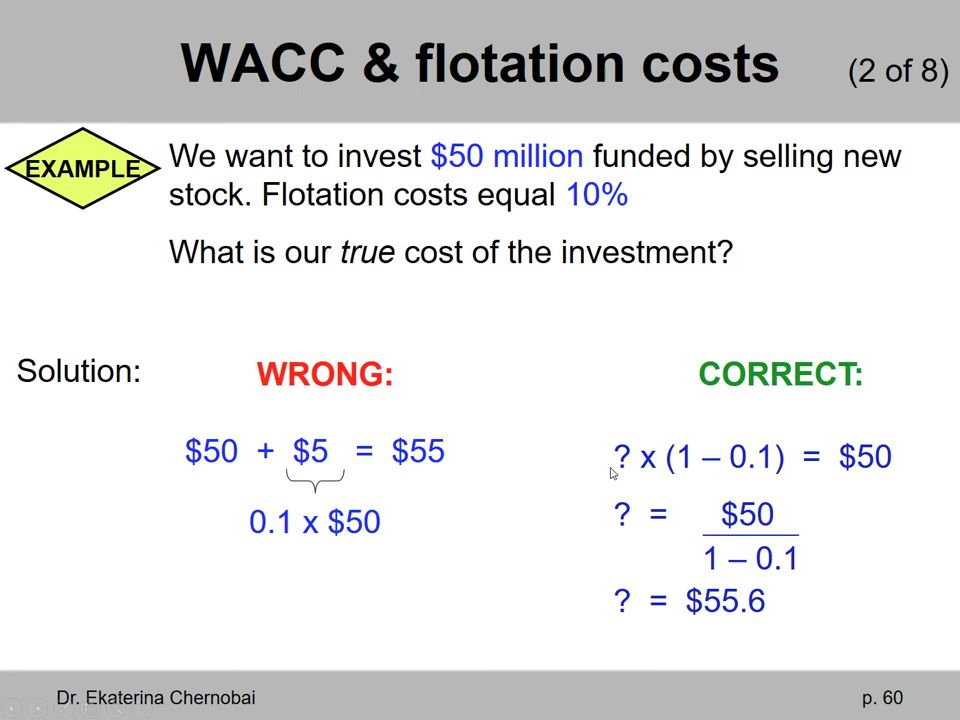 WACC & flotation costs (2 of 8)
EXAMPLE
We want to invest $50 million funded by selling new
stock. Flotation costs equal 10%
What is our true cost of the investment?
Solution:
WRONG:
$50 + $5 = $55
0.1 x $50
CORRECT:
? x (1 – 0.1) = $50
? = $50
1 – 0.1
? = $55.6
Dr. Ekaterina Chernobai
p. 60